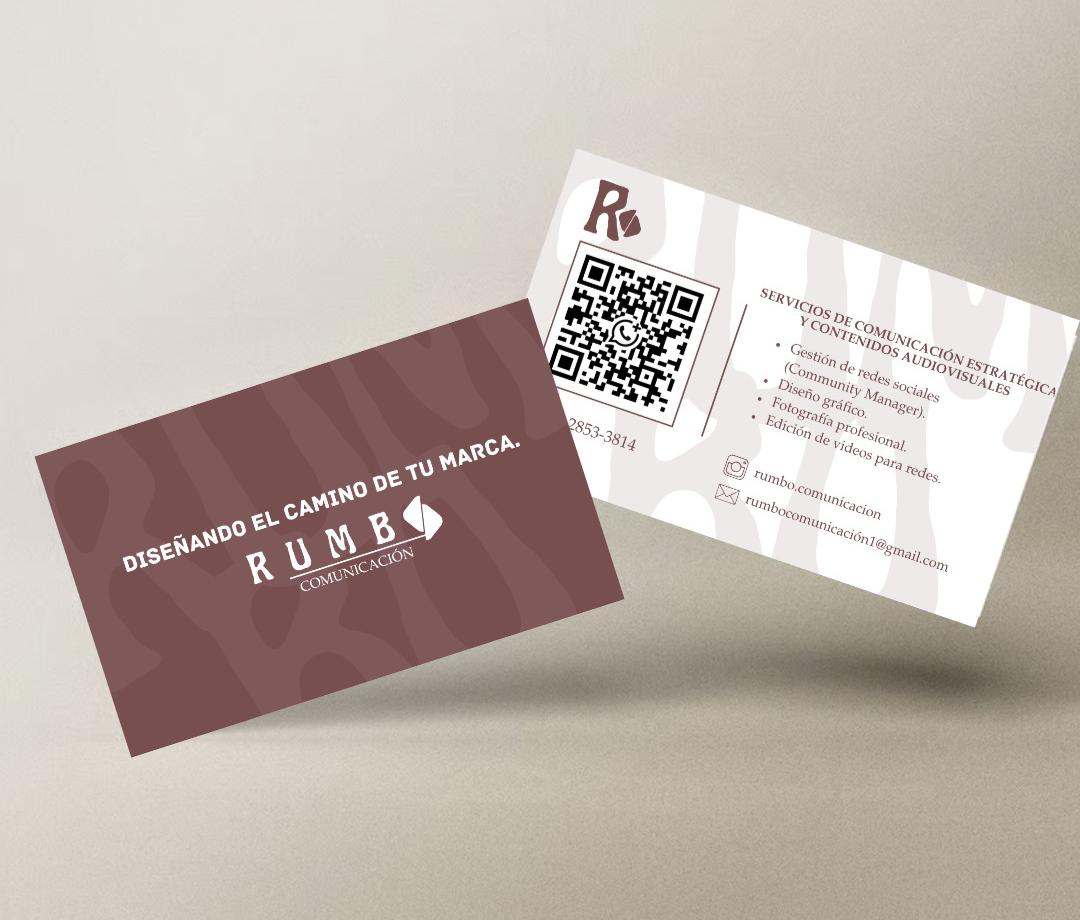 DISEÑANDO EL CAMINO DE TU MARCA.
RUMB
COMUNICACIÓN
R
2853-3814
SERVICIOS DE COMUNICACIÓN ESTRATÉGICA
Y CONTENIDOS AUDIOVISUALES
• Gestión de redes sociales
(Community Manager).
• Diseño gráfico.
• Fotografía profesional.
• Edición de videos para redes.
rumbo.comunicacion
rumbocomunicación1@gmail.com